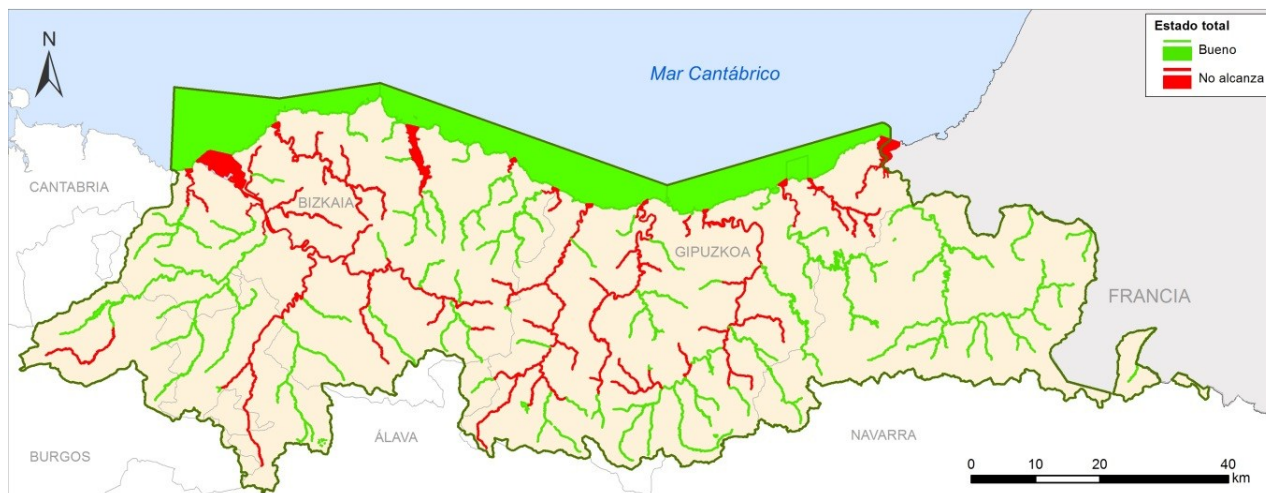 Estado total
Bueno
No alcanza
N
Mar Cantábrico
CANTABRIA
BIZKAIA
GIPUZKOA
FRANCIA
ÁLAVA
NAVARRA
BURGOS
0 10 20 40
km